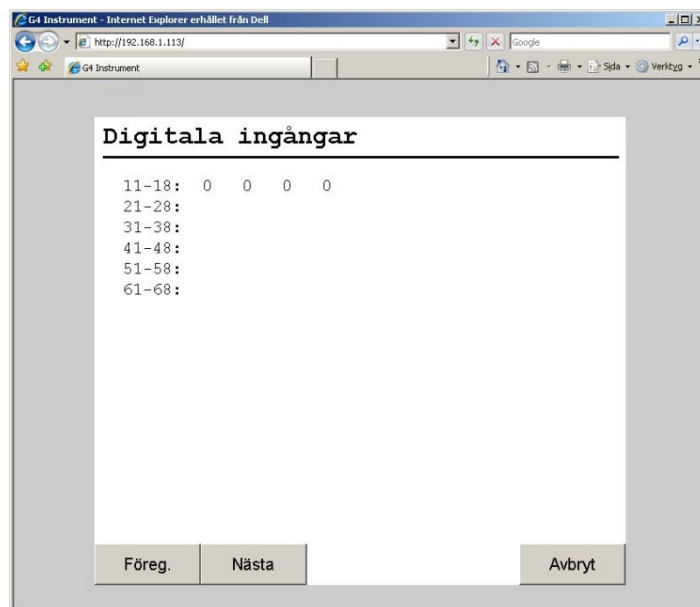 G4 Instrument - Internet Explorer erhållet från Dell
http://192.168.1.113/
Google
G4 Instrument
Sida
Verktyg
Digitala ingångar
11-18: 0 0 0 0
21-28:
31-38:
41-48:
51-58:
61-68:
Föreg. Nästa Avbryt